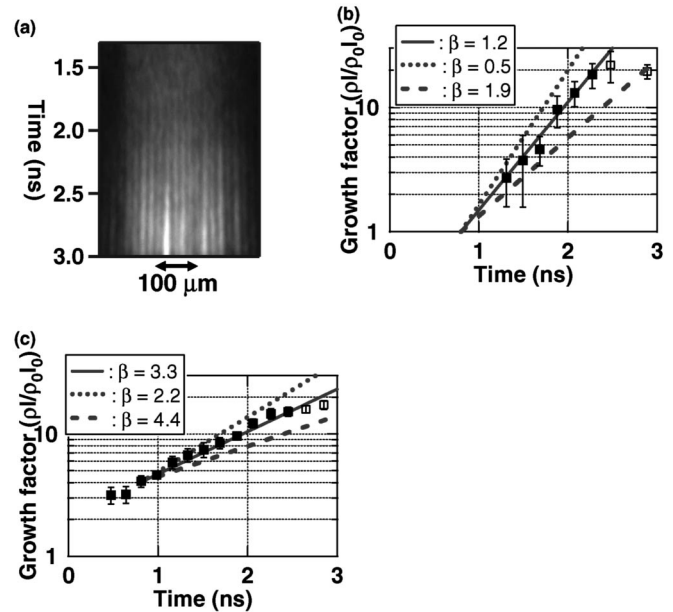 (a)
1.5
2.0
2.5
3.0
Time (ns)
100 μm
(b)
: β = 1.2
: β = 0.5
: β = 1.9
Growth factor (ρl/ρ₀l₀)
10
1
0 1 2 3
Time (ns)
(c)
: β = 3.3
: β = 2.2
: β = 4.4
Growth factor (ρl/ρ₀l₀)
10
1
0 1 2 3
Time (ns)